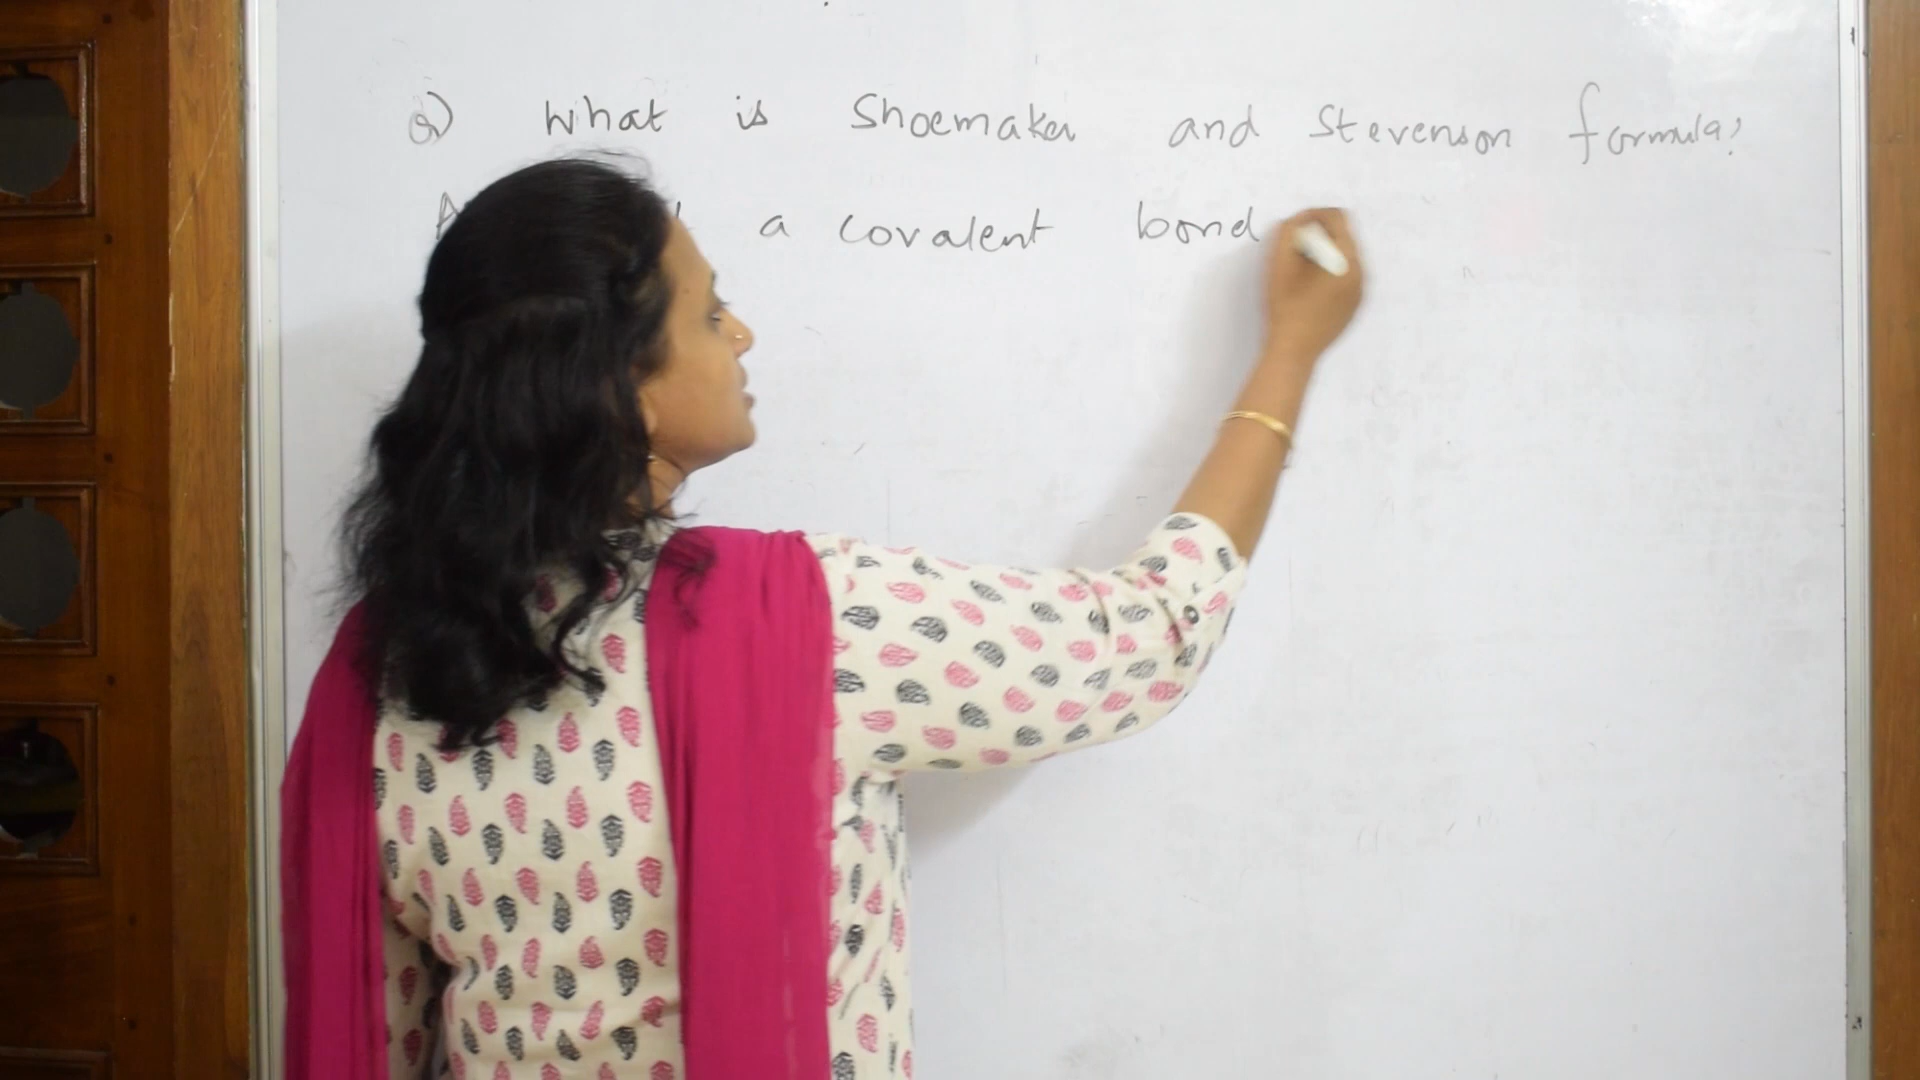 Q) What is Shoemaker and Stevenson formula?
a covalent bond